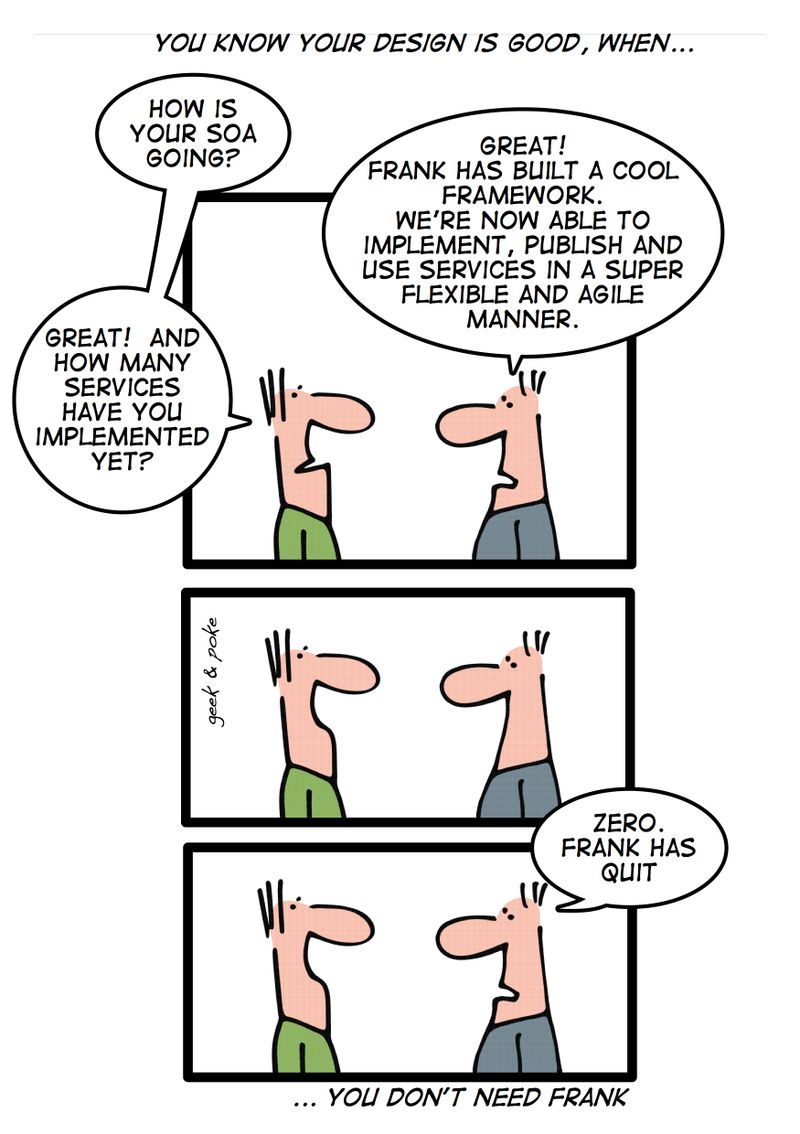 YOU KNOW YOUR DESIGN IS GOOD, WHEN...
HOW IS
YOUR SOA
GOING?
GREAT!
FRANK HAS BUILT A COOL
FRAMEWORK.
WE'RE NOW ABLE TO
IMPLEMENT, PUBLISH AND
USE SERVICES IN A SUPER
FLEXIBLE AND AGILE
MANNER.
GREAT! AND
HOW MANY
SERVICES
HAVE YOU
IMPLEMENTED
YET?
geek & poke
ZERO.
FRANK HAS
QUIT
... YOU DON'T NEED FRANK